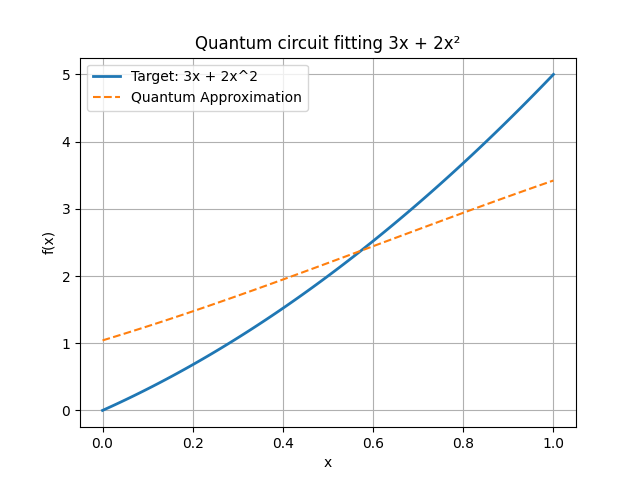 Quantum circuit fitting 3x + 2x²
Target: 3x + 2x^2
Quantum Approximation
f(x)
5
4
3
2
1
0
0.0 0.2 0.4 0.6 0.8 1.0
x